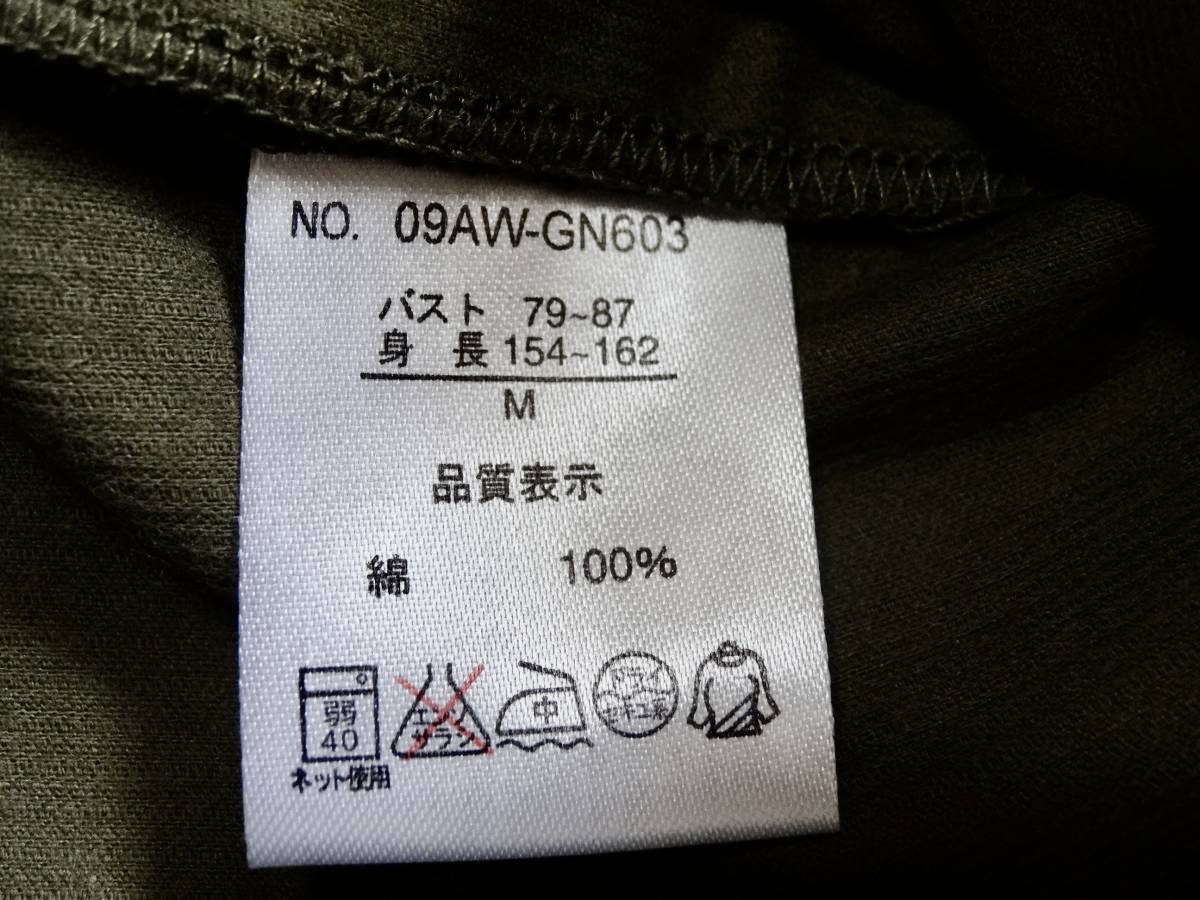 NO. 09AW-GN603
バスト 79~87
身 長 154~162
M
品質表示
綿 100%
弱
40
エンソ
サラシ
中
ドライ
セキユ系
ネット使用